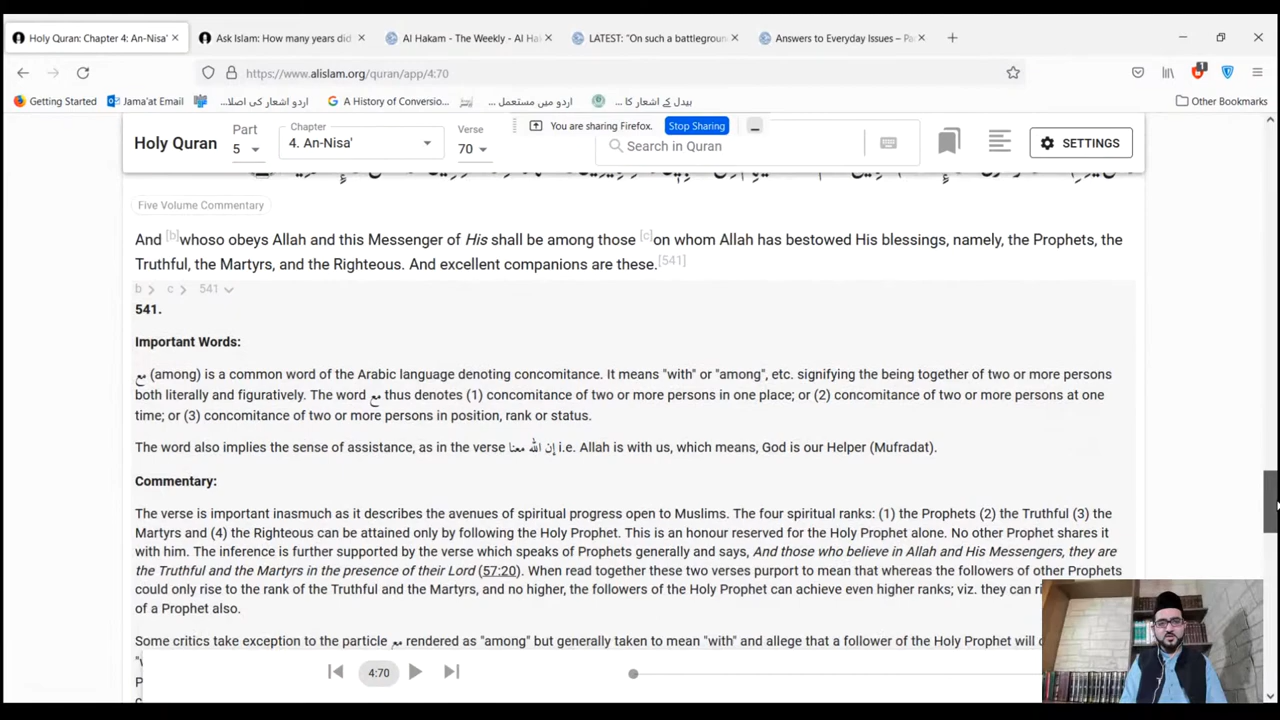 Holy Quran: Chapter 4: An-Nisa'
Ask Islam: How many years did
Al Hakam - The Weekly - Al Ha
LATEST: "On such a battlegroun
Answers to Everyday Issues – Pa
https://www.alislam.org/quran/app/4:70
1
Getting Started
Jama'at Email
اردو اشعار کی اصلا...
A History of Conversio...
اردو میں مستعمل ...
بیدل کے اشعار کا ...
Other Bookmarks
Holy Quran
Part
5
Chapter
4. An-Nisa'
Verse
70
You are sharing Firefox.
Stop Sharing
Search in Quran
SETTINGS
Five Volume Commentary
And [b]whoso obeys Allah and this Messenger of His shall be among those [c]on whom Allah has bestowed His blessings, namely, the Prophets, the
Truthful, the Martyrs, and the Righteous. And excellent companions are these.[541]
b c 541
541.
Important Words:
مع (among) is a common word of the Arabic language denoting concomitance. It means "with" or "among", etc. signifying the being together of two or more persons
both literally and figuratively. The word مع thus denotes (1) concomitance of two or more persons in one place; or (2) concomitance of two or more persons at one
time; or (3) concomitance of two or more persons in position, rank or status.
The word also implies the sense of assistance, as in the verse إن الله معنا i.e. Allah is with us, which means, God is our Helper (Mufradat).
Commentary:
The verse is important inasmuch as it describes the avenues of spiritual progress open to Muslims. The four spiritual ranks: (1) the Prophets (2) the Truthful (3) the
Martyrs and (4) the Righteous can be attained only by following the Holy Prophet. This is an honour reserved for the Holy Prophet alone. No other Prophet shares it
with him. The inference is further supported by the verse which speaks of Prophets generally and says, And those who believe in Allah and His Messengers, they are
the Truthful and the Martyrs in the presence of their Lord (57:20). When read together these two verses purport to mean that whereas the followers of other Prophets
could only rise to the rank of the Truthful and the Martyrs, and no higher, the followers of the Holy Prophet can achieve even higher ranks; viz. they can
of a Prophet also.
Some critics take exception to the particle مع rendered as "among" but generally taken to mean "with" and allege that a follower of the Holy Prophet will
4:70